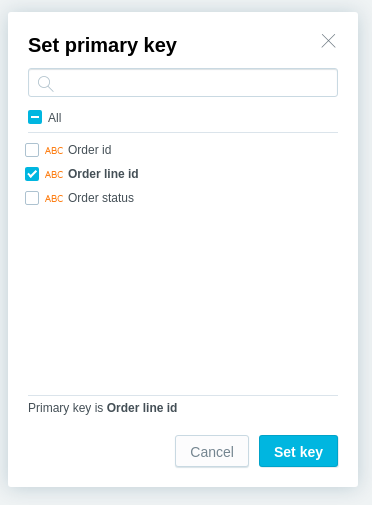 Set primary key
All
ABC Order id
ABC Order line id
ABC Order status
Primary key is Order line id
Cancel Set key